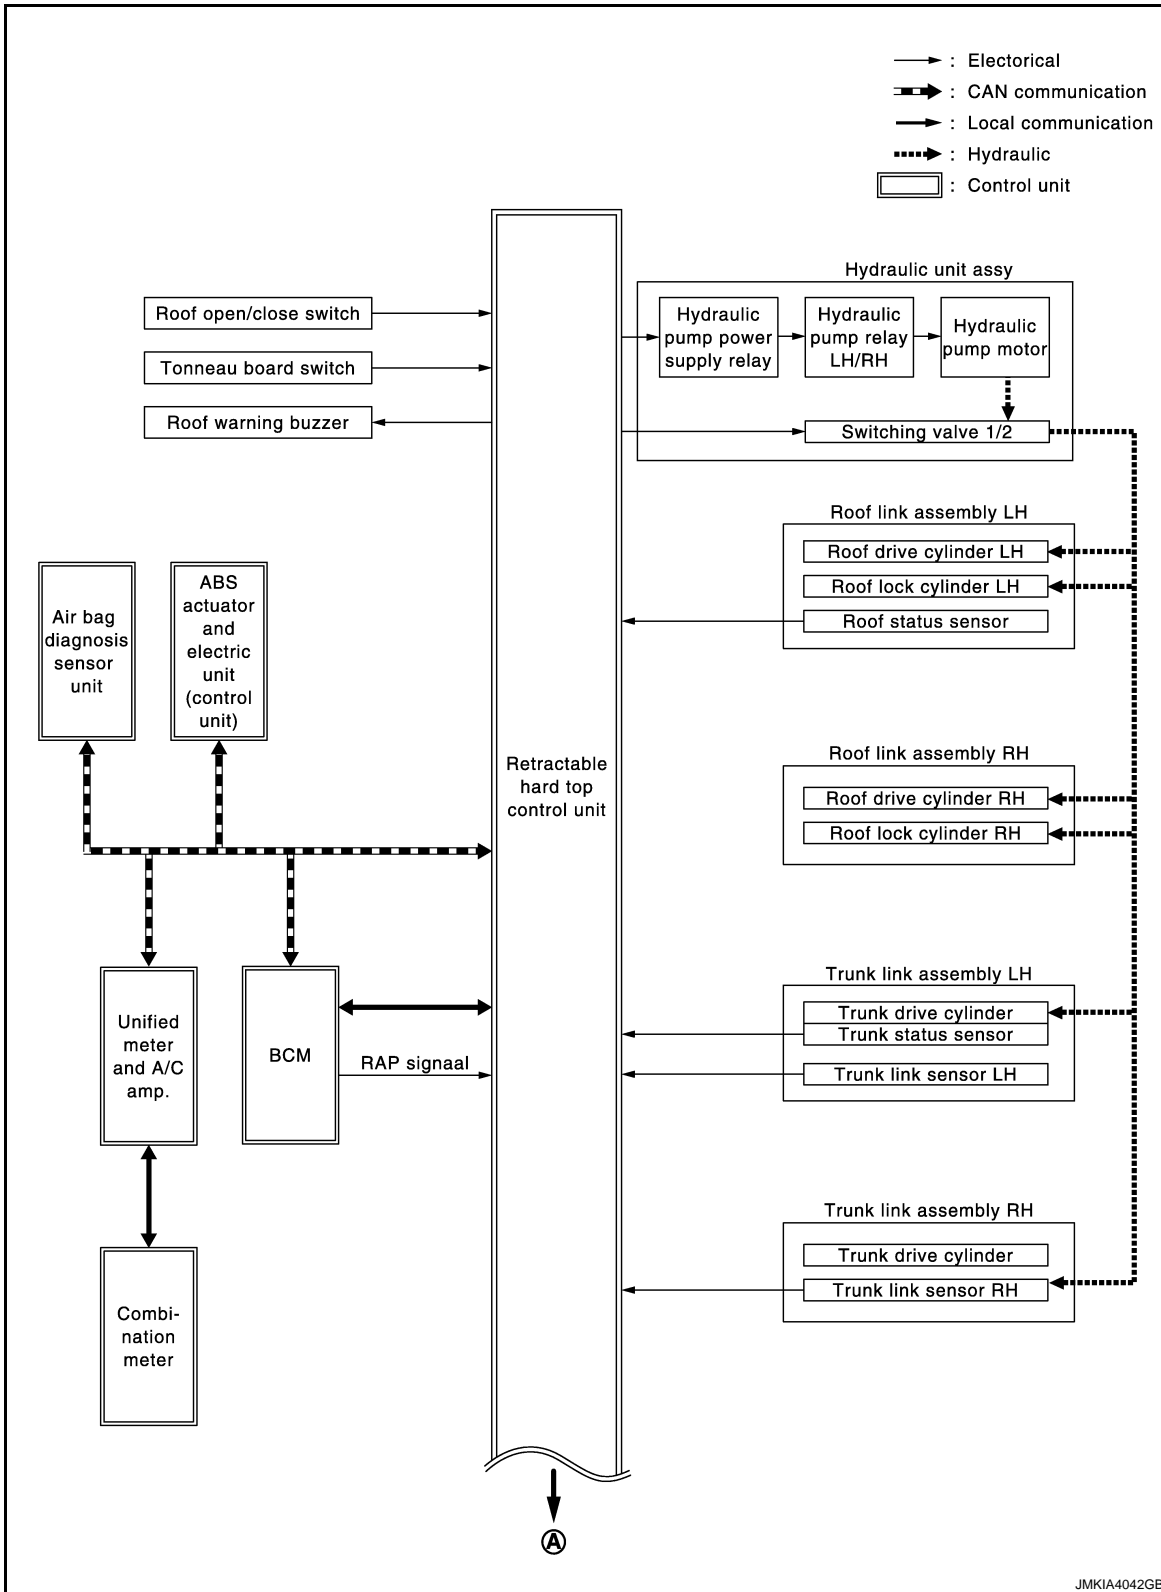 : Electorical
: CAN communication
: Local communication
: Hydraulic
: Control unit
Hydraulic unit assy
Roof open/close switch
Tonneau board switch
Roof warning buzzer
Hydraulic
pump power
supply relay
Hydraulic
pump relay
LH/RH
Hydraulic
pump motor
Switching valve 1/2
Roof link assembly LH
Roof drive cylinder LH
Roof lock cylinder LH
Roof status sensor
Air bag
diagnosis
sensor
unit
ABS
actuator
and
electric
unit
(control
unit)
Retractable
hard top
control unit
Roof link assembly RH
Roof drive cylinder RH
Roof lock cylinder RH
Trunk link assembly LH
Trunk drive cylinder
Trunk status sensor
Trunk link sensor LH
Unified
meter
and A/C
amp.
BCM
RAP signaal
Trunk link assembly RH
Trunk drive cylinder
Trunk link sensor RH
Combi-
nation
meter
A
JMKIA4042GB